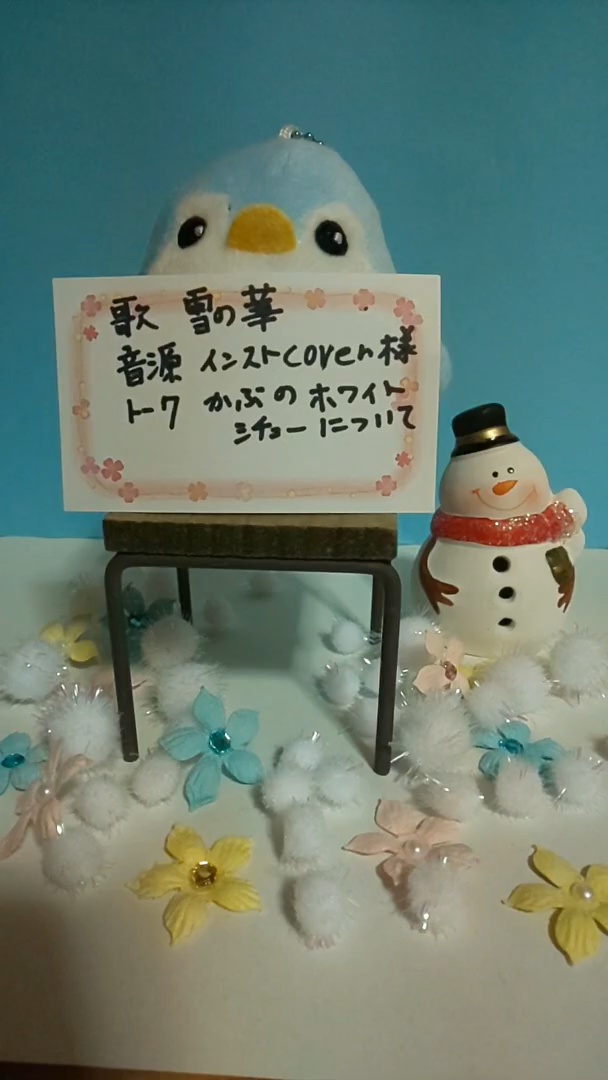 歌 雪の華
音源 インストcovern様
トーク かぶの ホワイト
シチューについて